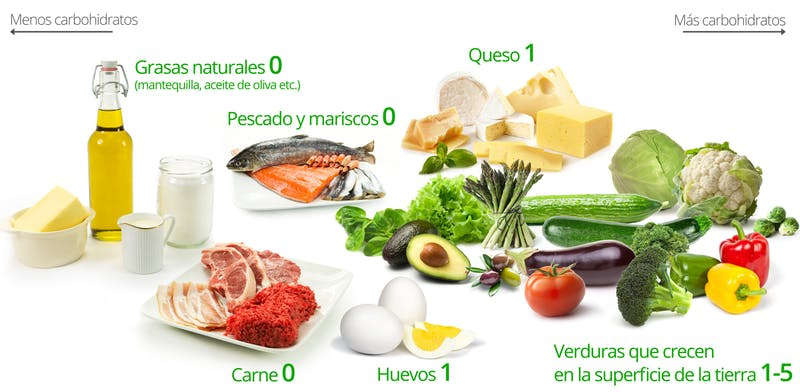 Menos carbohidratos
Más carbohidratos
Grasas naturales 0
(mantequilla, aceite de oliva etc.)
Queso 1
Pescado y mariscos 0
Carne 0
Huevos 1
Verduras que crecen
en la superficie de la tierra 1-5